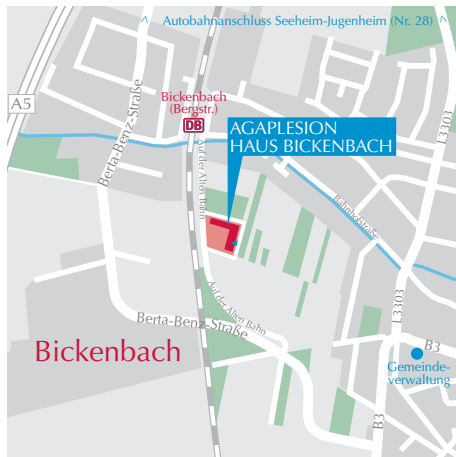 Autobahnanschluss Seeheim-Jugenheim (Nr. 28)
A5
Berta-Benz-Straße
Bickenbach
(Bergstr.)
DB
AGAPLESION
HAUS BICKENBACH
L3303
Auf der Alten Bahn
Bahnhofstraße
Auf der Alten Bahn
Berta-Benz-Straße
L3303
B3
Bickenbach
Gemeinde-
verwaltung
B3